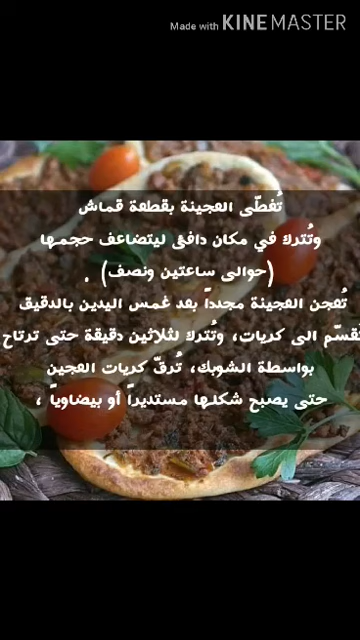 Made with KINEMASTER
تُغطّى العجينة بقطعة قماش
وتُترك في مكان دافئ ليتضاعف حجمها
(حوالى ساعتين ونصف) .
تُعجن العجينة مجدداً بعد غمس اليدين بالدقيق
تُقسّم الى كريات، وتُترك لثلاثين دقيقة حتى ترتاح
بواسطة الشوبك، تُرقّ كريات العجين
حتى يصبح شكلها مستديراً أو بيضاوياً ،